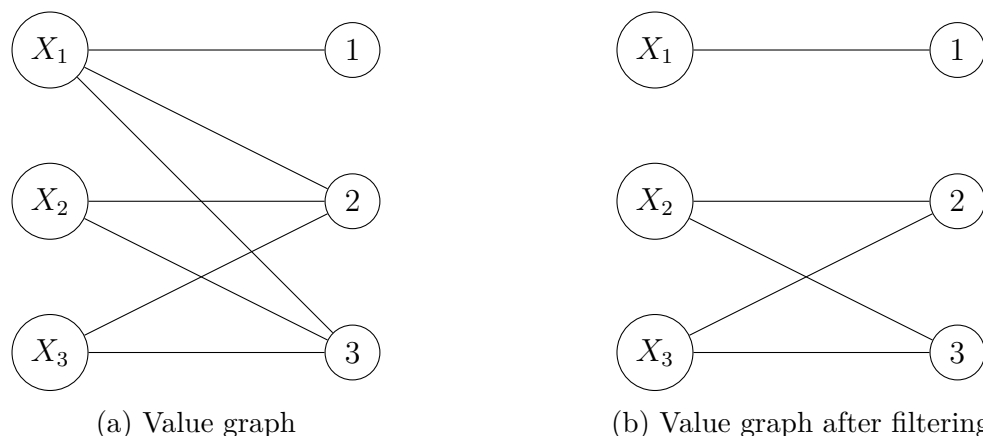 X₁ 1 X₁ 1
X₂ 2 X₂ 2
X₃ 3 X₃ 3
(a) Value graph (b) Value graph after filtering